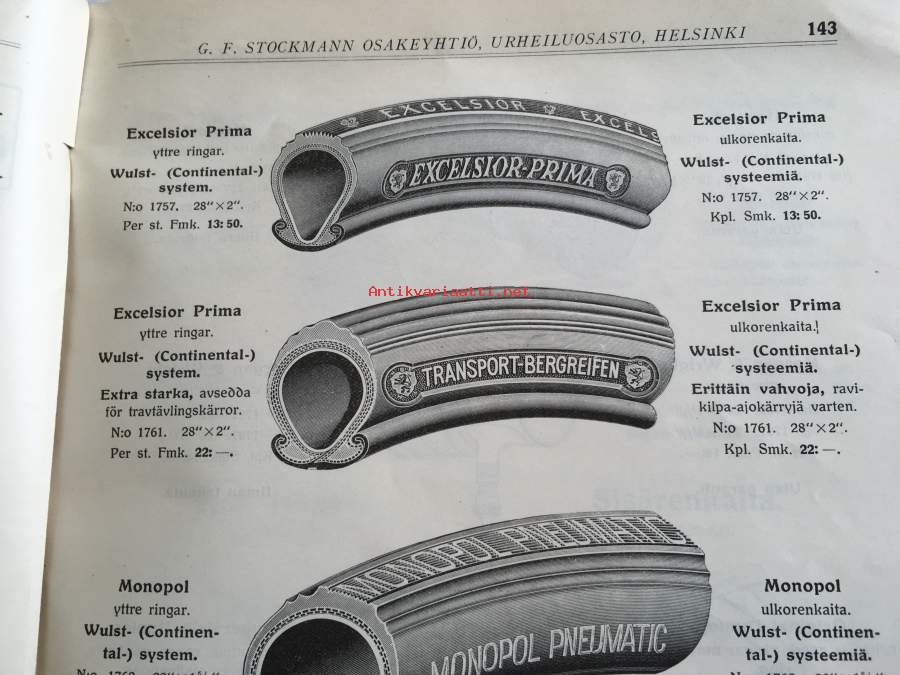 G. F. STOCKMANN OSAKEYHTIÖ, URHEILUOSASTO, HELSINKI
143
Excelsior Prima
yttre ringar.
Wulst- (Continental-)
system.
N:o 1757. 28"×2".
Per st. Fmk. 13:50.
EXCELSIOR EXCELS
EXCELSIOR-PRIMA
Excelsior Prima
ulkorenkaita.
Wulst- (Continental-)
systeemiä.
N:o 1757. 28"×2".
Kpl. Smk. 13:50.
Antikvariaatti.net
Excelsior Prima
yttre ringar.
Wulst- (Continental-)
system.
Extra starka, avsedda
för travtävlingskärror.
N:o 1761. 28"×2".
Per st. Fmk. 22: —.
TRANSPORT-BERGREIFEN
Excelsior Prima
ulkorenkaita.
Wulst- (Continental-)
systeemiä.
Erittäin vahvoja, ravi-
kilpa-ajokärryjä varten.
N:o 1761. 28"×2".
Kpl. Smk. 22: —.
Monopol
yttre ringar.
Wulst- (Continen-
tal-) system.
MONOPOL PNEUMATIC
MONOPOL PNEUMATIC
Monopol
ulkorenkaita.
Wulst- (Continen-
tal-) systeemiä.